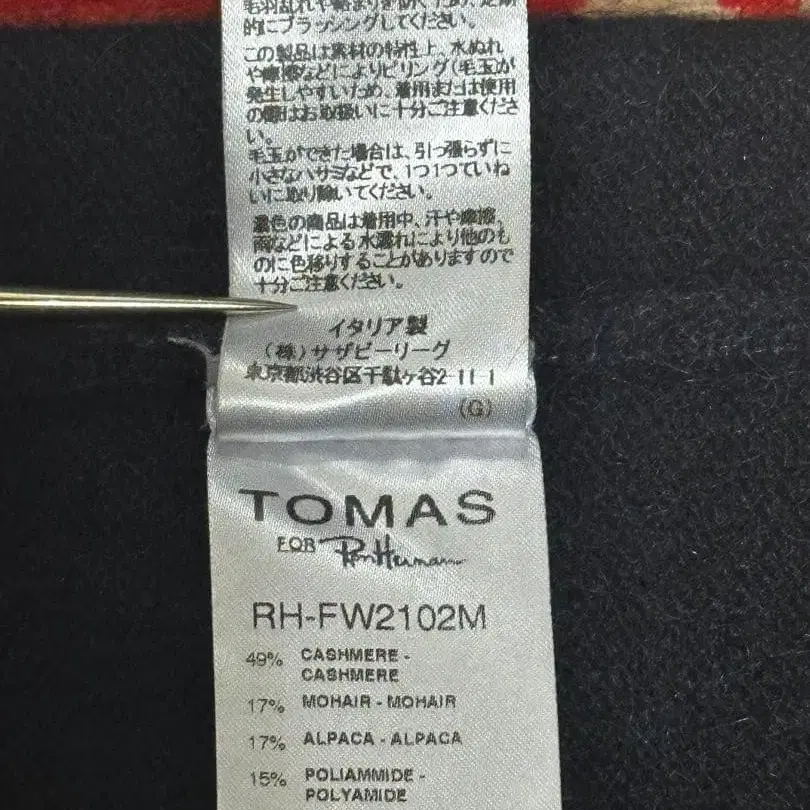 的にブラッシングしてください。
この製品は素材の特性上、水ぬれ
や摩擦などによりピリング(毛玉)が
発生しやすいため、着用または使用
の際はお取扱いに十分ご注意くださ
い。
毛玉ができた場合は、引っ張らずに
小さなハサミなどで、1つ1つていね
いに取り除いてください。
濃色の商品は着用中、汗や摩擦、
雨などによる水濡れにより他のも
のに色移りすることがありますので
十分ご注意ください。
イタリア製
(株)サザビーリーグ
東京都渋谷区千駄ヶ谷2-11-1
(G)
TOMAS
FOR Ron Herman
RH-FW2102M
49% CASHMERE -
CASHMERE
17% MOHAIR - MOHAIR
17% ALPACA - ALPACA
15% POLIAMMIDE -
POLYAMIDE